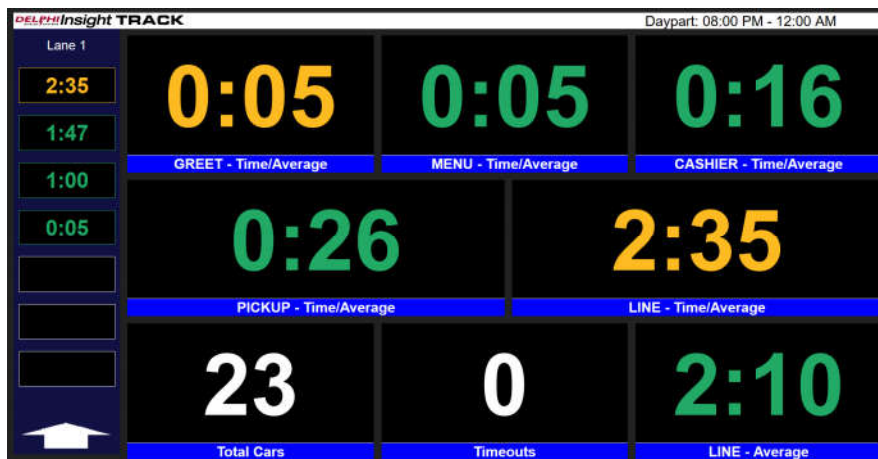 DELPHI Insight TRACK
Daypart: 08:00 PM - 12:00 AM
Lane 1
2:35
1:47
1:00
0:05
0:05
GREET - Time/Average
0:05
MENU - Time/Average
0:16
CASHIER - Time/Average
0:26
PICKUP - Time/Average
2:35
LINE - Time/Average
23
Total Cars
0
Timeouts
2:10
LINE - Average